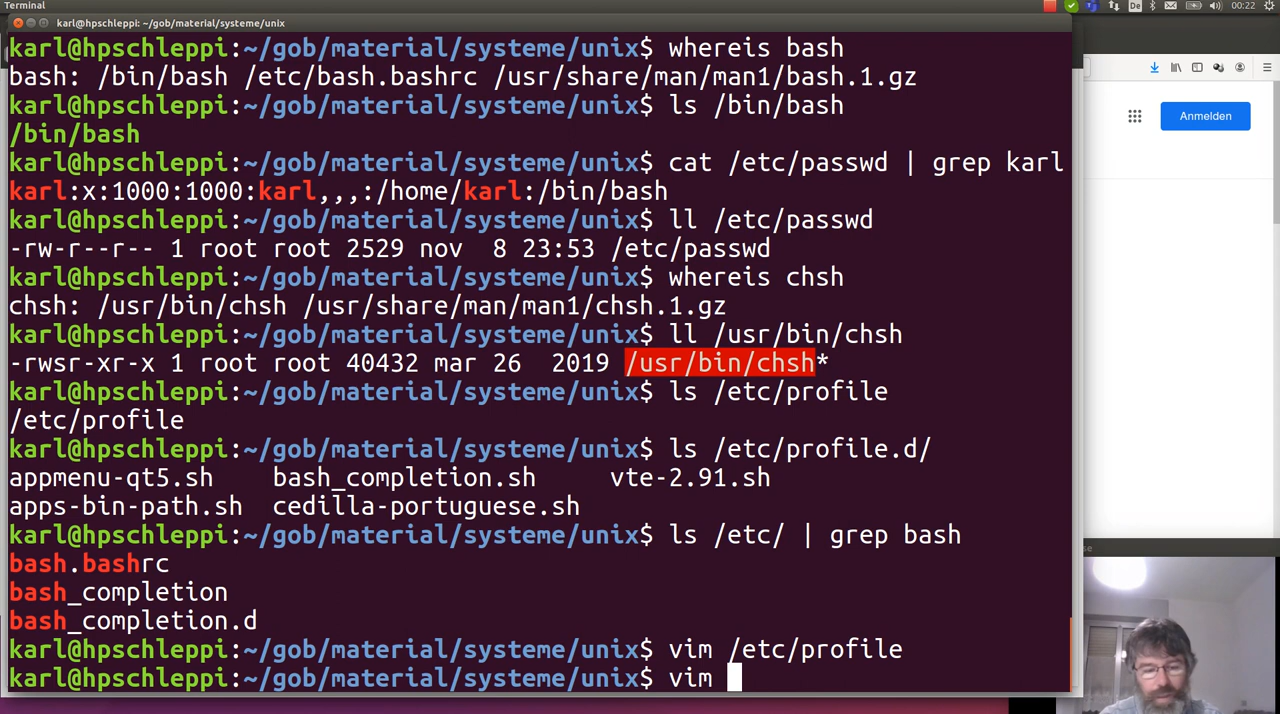 Terminal
De
00:22
karl@hpschleppi: ~/gob/material/systeme/unix
karl@hpschleppi:~/gob/material/systeme/unix$ whereis bash
bash: /bin/bash /etc/bash.bashrc /usr/share/man/man1/bash.1.gz
karl@hpschleppi:~/gob/material/systeme/unix$ ls /bin/bash
/bin/bash
karl@hpschleppi:~/gob/material/systeme/unix$ cat /etc/passwd | grep karl
karl:x:1000:1000:karl,,,:/home/karl:/bin/bash
karl@hpschleppi:~/gob/material/systeme/unix$ ll /etc/passwd
-rw-r--r-- 1 root root 2529 nov  8 23:53 /etc/passwd
karl@hpschleppi:~/gob/material/systeme/unix$ whereis chsh
chsh: /usr/bin/chsh /usr/share/man/man1/chsh.1.gz
karl@hpschleppi:~/gob/material/systeme/unix$ ll /usr/bin/chsh
-rwsr-xr-x 1 root root 40432 mar 26  2019 /usr/bin/chsh*
karl@hpschleppi:~/gob/material/systeme/unix$ ls /etc/profile
/etc/profile
karl@hpschleppi:~/gob/material/systeme/unix$ ls /etc/profile.d/
appmenu-qt5.sh    bash_completion.sh     vte-2.91.sh
apps-bin-path.sh  cedilla-portuguese.sh
karl@hpschleppi:~/gob/material/systeme/unix$ ls /etc/ | grep bash
bash.bashrc
bash_completion
bash_completion.d
karl@hpschleppi:~/gob/material/systeme/unix$ vim /etc/profile
karl@hpschleppi:~/gob/material/systeme/unix$ vim
Anmelden